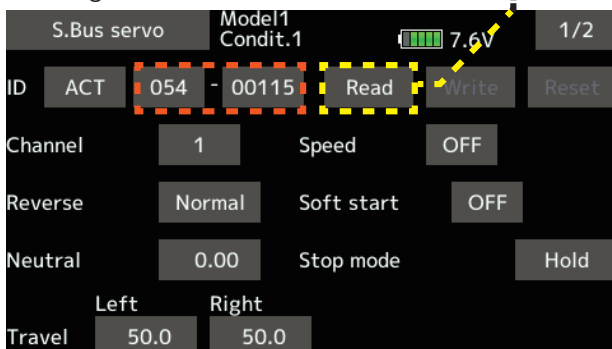 S.Bus servo Model1 Condit.1 7.6V 1/2
ID ACT 054 - 00115 Read Write Reset
Channel 1 Speed OFF
Reverse Normal Soft start OFF
Neutral 0.00 Stop mode Hold
Left Right
Travel 50.0 50.0